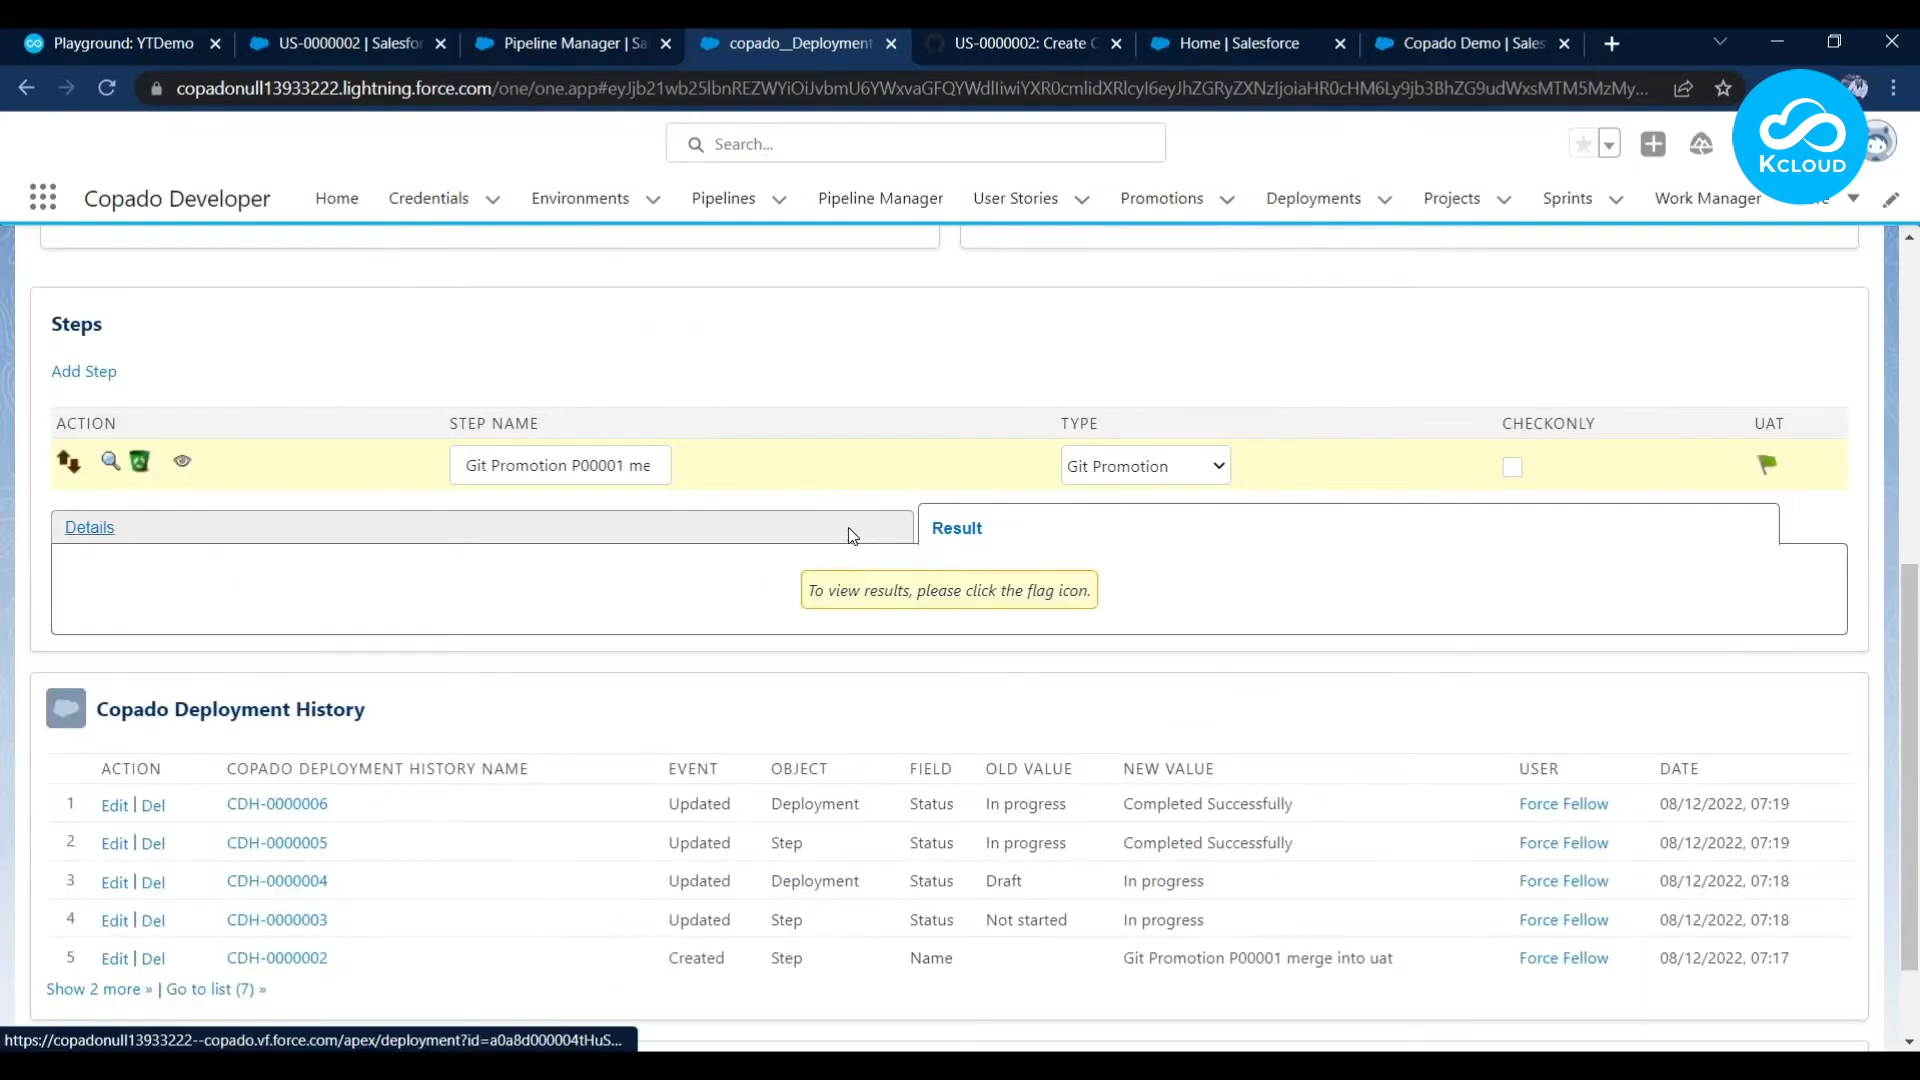 Playground: YTDemo
US-0000002 | Salesfor
Pipeline Manager | Sa
copado__Deployment
US-0000002: Create C
Home | Salesforce
Copado Demo | Sales
copadonull13933222.lightning.force.com
Search...
KCLOUD
Copado Developer
Home
Credentials
Environments
Pipelines
Pipeline Manager
User Stories
Promotions
Deployments
Projects
Sprints
Work Manager
Steps
Add Step
ACTION STEP NAME TYPE CHECKONLY UAT
Git Promotion P00001 me Git Promotion
Details
Result
To view results, please click the flag icon.
Copado Deployment History
ACTION COPADO DEPLOYMENT HISTORY NAME EVENT OBJECT FIELD OLD VALUE NEW VALUE USER DATE
1 Edit | Del CDH-0000006 Updated Deployment Status In progress Completed Successfully Force Fellow 08/12/2022, 07:19
2 Edit | Del CDH-0000005 Updated Step Status In progress Completed Successfully Force Fellow 08/12/2022, 07:19
3 Edit | Del CDH-0000004 Updated Deployment Status Draft In progress Force Fellow 08/12/2022, 07:18
4 Edit | Del CDH-0000003 Updated Step Status Not started In progress Force Fellow 08/12/2022, 07:18
5 Edit | Del CDH-0000002 Created Step Name Git Promotion P00001 merge into uat Force Fellow 08/12/2022, 07:17
Show 2 more » | Go to list (7) »
https://copadonull13933222--copado.vf.force.com/apex/deployment?id=a0a8d000004tHuS...